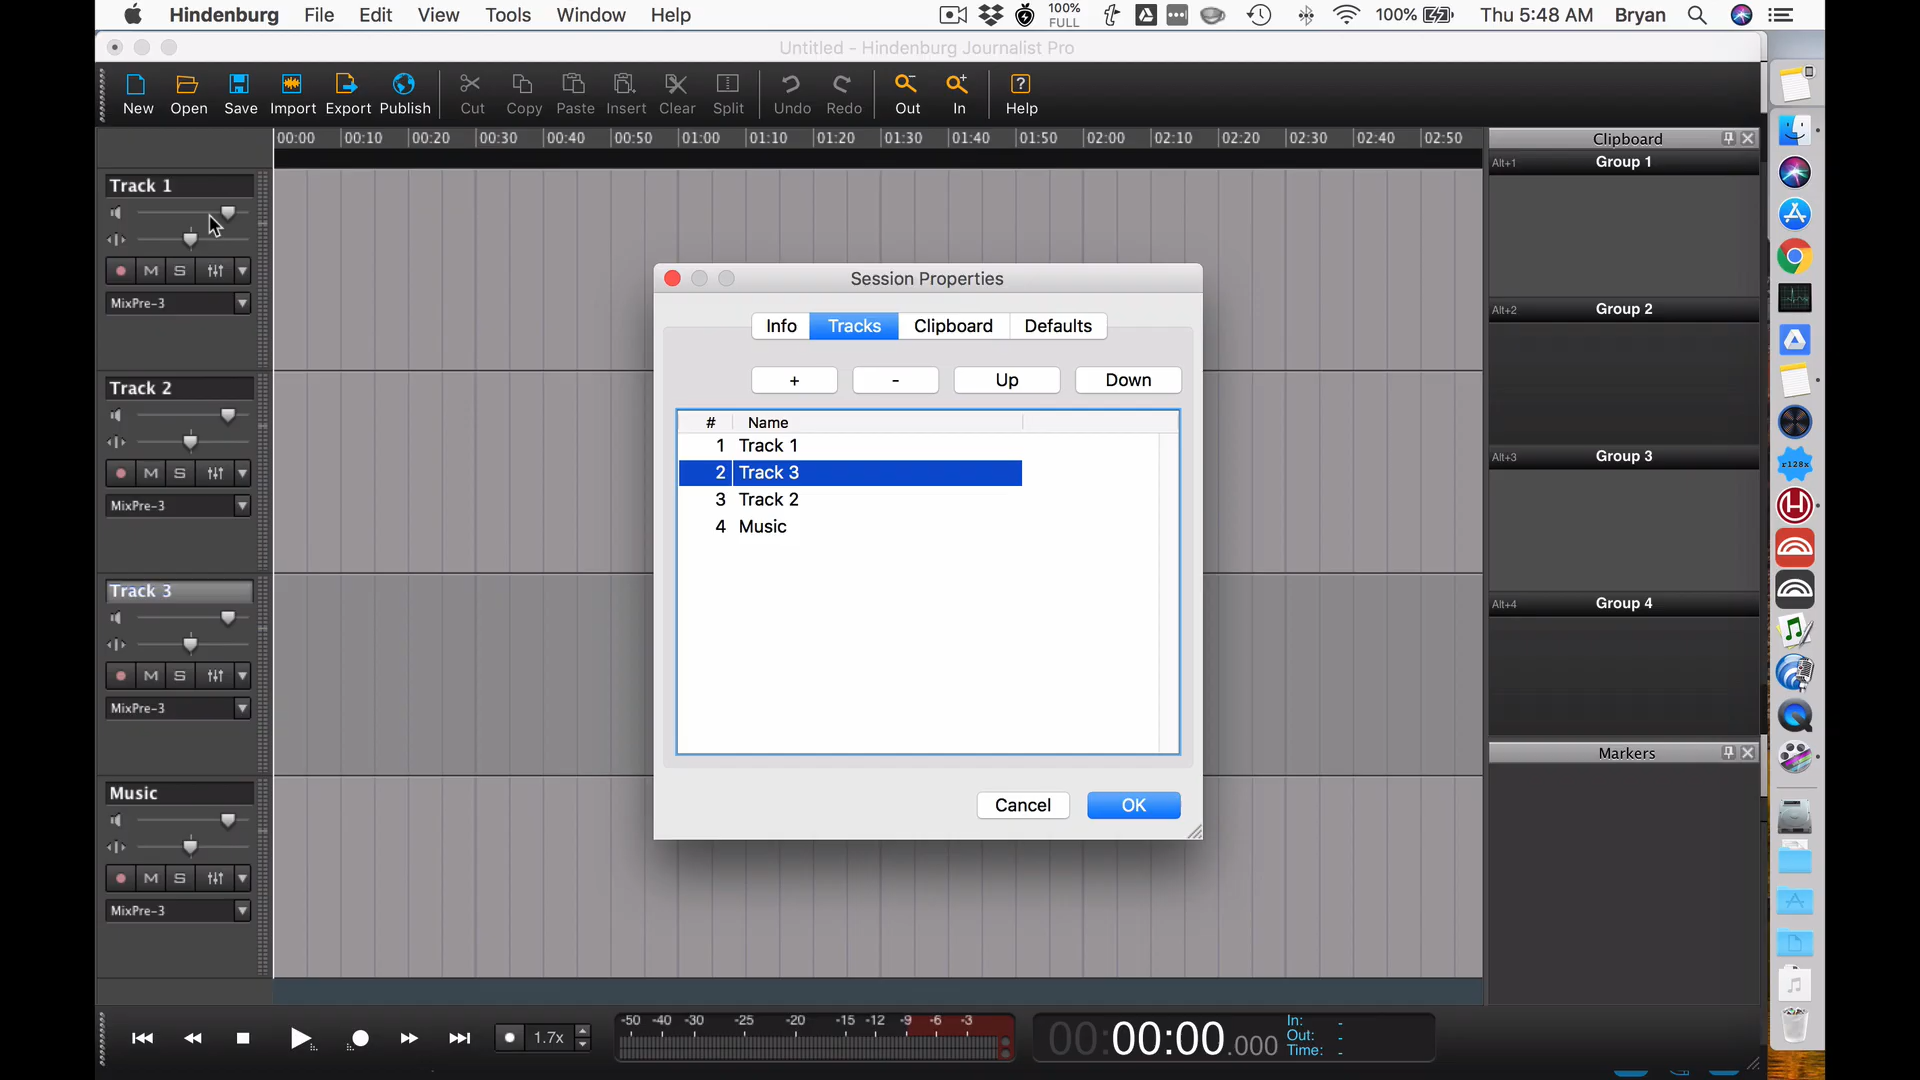 Hindenburg File Edit View Tools Window Help 100% FULL 100% Thu 5:48 AM Bryan
Untitled - Hindenburg Journalist Pro
New Open Save Import Export Publish Cut Copy Paste Insert Clear Split Undo Redo Out In Help
00:00 00:10 00:20 00:30 00:40 00:50 01:00 01:10 01:20 01:30 01:40 01:50 02:00 02:10 02:20 02:30 02:40 02:50
Clipboard
Alt+1 Group 1
Track 1
M S
MixPre-3
Session Properties
Info Tracks Clipboard Defaults
Alt+2 Group 2
+ - Up Down
Track 2
M S
MixPre-3
# Name
1 Track 1
2 Track 3
3 Track 2
4 Music
Alt+3 Group 3
r128x
Track 3
M S
MixPre-3
Alt+4 Group 4
Markers
Cancel OK
Music
M S
MixPre-3
1.7x
-50 -40 -30 -25 -20 -15 -12 -9 -6 -3
00:00:00.000
In: -
Out: -
Time: -